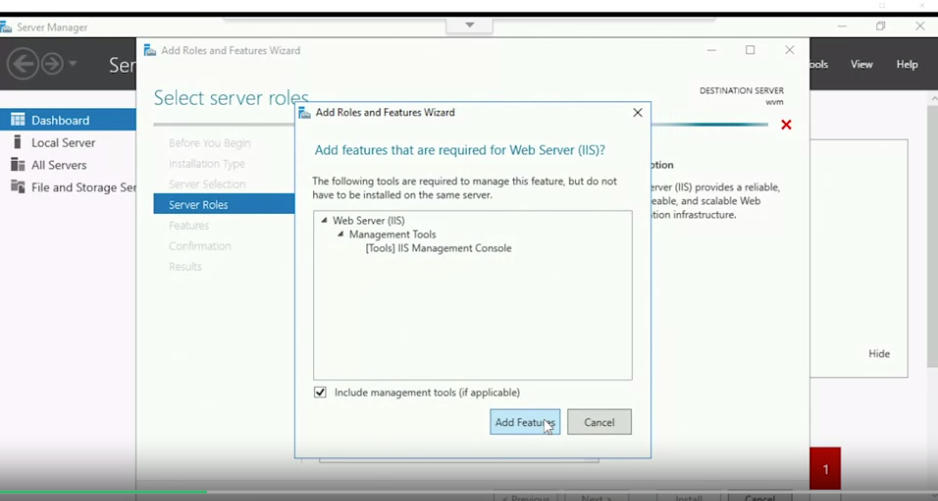 Server Manager
Add Roles and Features Wizard
Ser
ools View Help
Select server roles
DESTINATION SERVER
wvm
Dashboard
Local Server
All Servers
File and Storage Ser
Before You Begin
Installation Type
Server Selection
Server Roles
Features
Confirmation
Results
Add Roles and Features Wizard
Add features that are required for Web Server (IIS)?
The following tools are required to manage this feature, but do not
have to be installed on the same server.
Web Server (IIS)
Management Tools
[Tools] IIS Management Console
Include management tools (if applicable)
Add Features
Cancel
ption
erver (IIS) provides a reliable,
eable, and scalable Web
tion infrastructure.
Hide
1
< Previous Next > Install Cancel